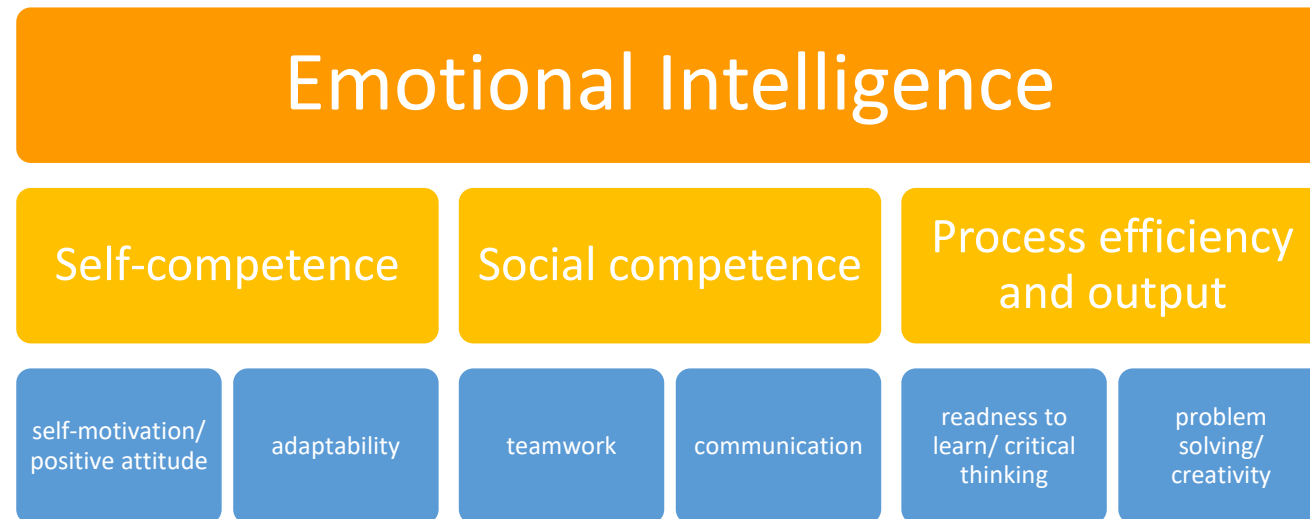 Emotional Intelligence
Self-competence
Social competence
Process efficiency
and output
self-motivation/
positive attitude
adaptability
teamwork
communication
readness to
learn/ critical
thinking
problem
solving/
creativity